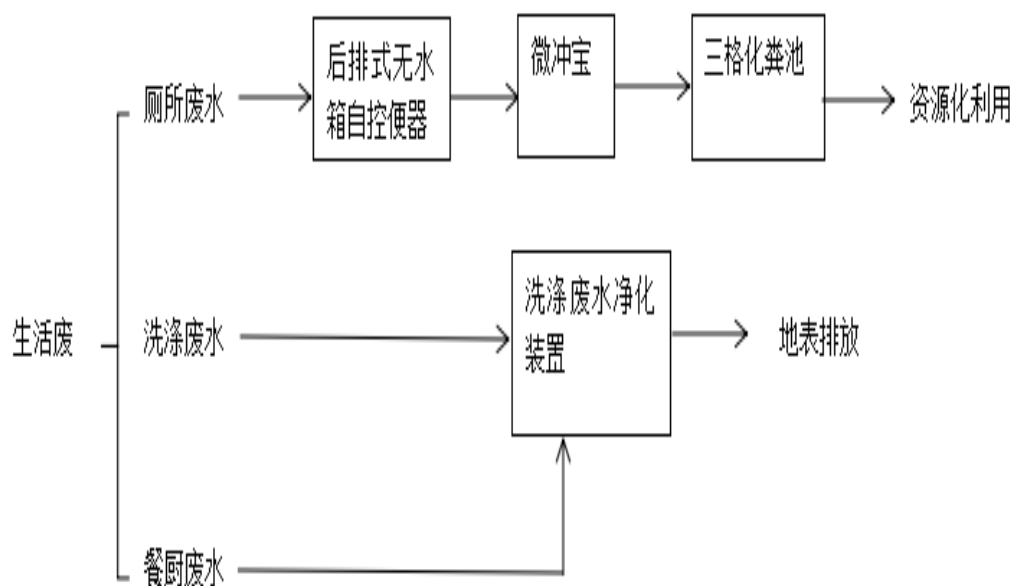 厕所废水
后排式无水
箱自控便器
微冲宝
三格化粪池
资源化利用
生活废
洗涤废水
洗涤废水净化
装置
地表排放
餐厨废水